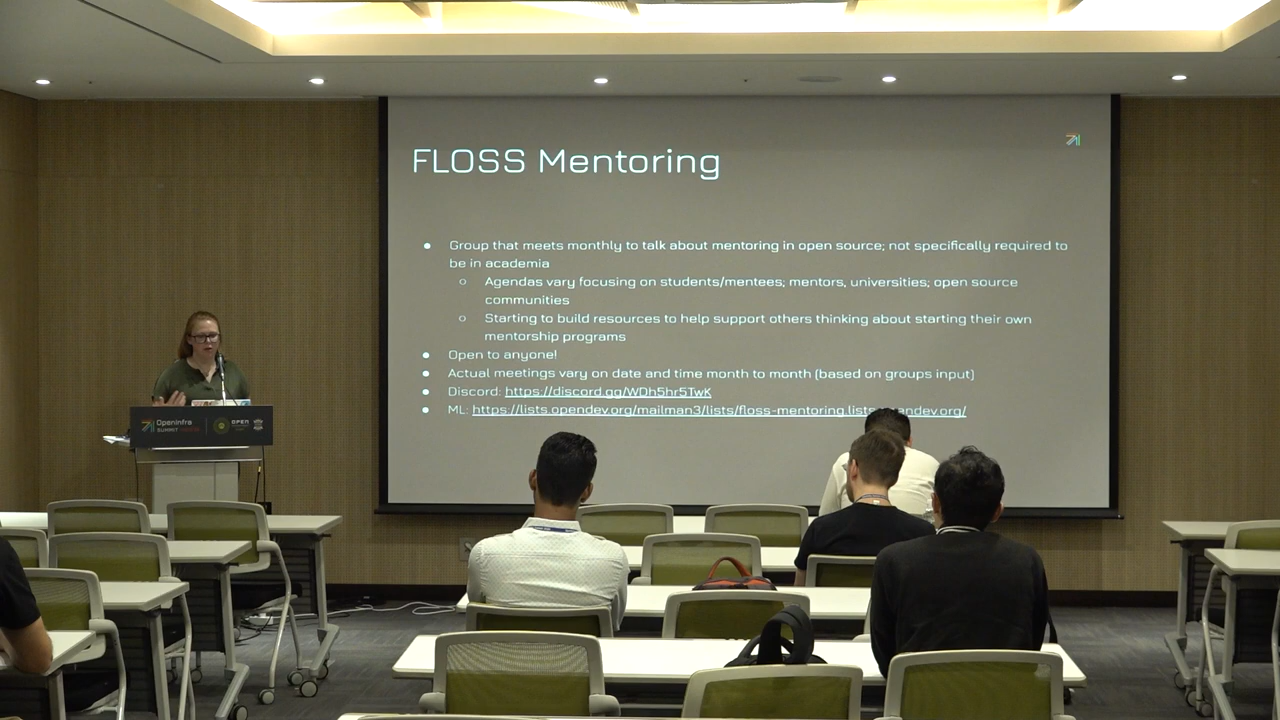 FLOSS Mentoring
Group that meets monthly to talk about mentoring in open source; not specifically required to
be in academia
Agendas vary focusing on students/mentees; mentors, universities; open source
communities
Starting to build resources to help support others thinking about starting their own
mentorship programs
Open to anyone!
Actual meetings vary on date and time month to month (based on groups input)
Discord: https://discord.gg/WDh5hr5TwK
ML: https://lists.opendev.org/mailman3/lists/floss-mentoring.lists.
OpenInfra
SUMMIT
OPEN